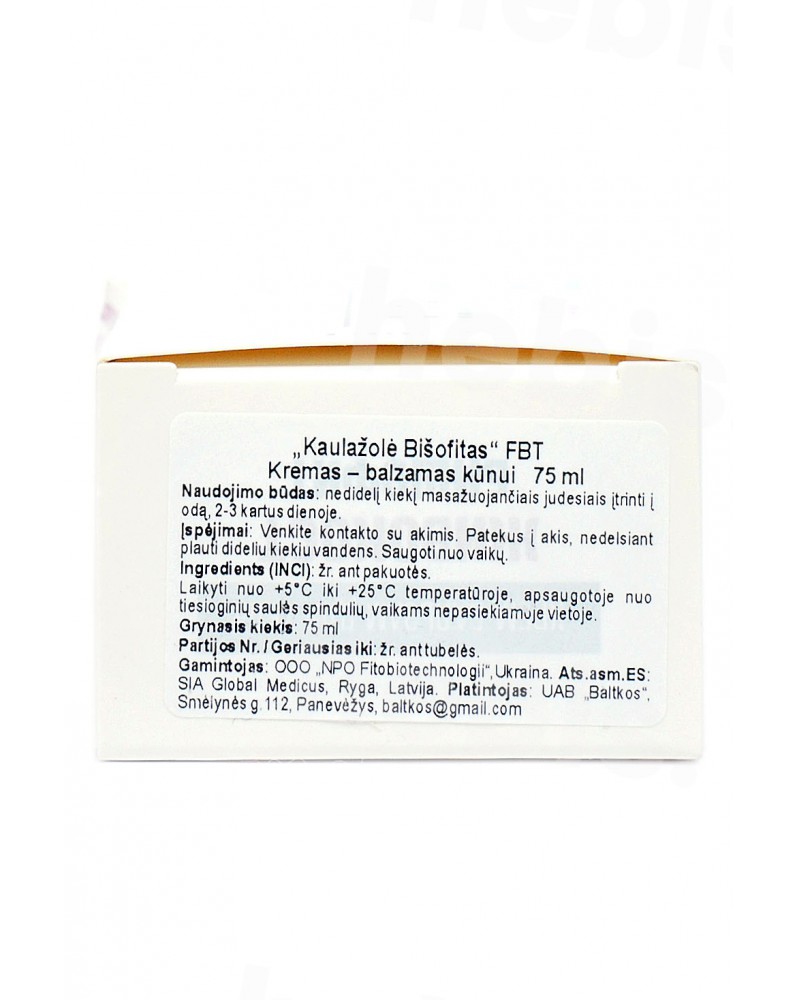 „Kaulažolė Bišofitas“ FBT
Kremas – balzamas kūnui 75 ml
Naudojimo būdas: nedidelį kiekį masažuojančiais judesiais įtrinti į
odą, 2-3 kartus dienoje.
Įspėjimai: Venkite kontakto su akimis. Patekus į akis, nedelsiant
plauti dideliu kiekiu vandens. Saugoti nuo vaikų.
Ingredients (INCI): žr. ant pakuotės.
Laikyti nuo +5°C iki +25°C temperatūroje, apsaugotoje nuo
tiesioginių saulės spindulių, vaikams nepasiekiamoje vietoje.
Grynasis kiekis: 75 ml
Partijos Nr. / Geriausias iki: žr. ant tubelės.
Gamintojas: OOO „NPO Fitobiotechnologii“, Ukraina. Ats.asm.ES:
SIA Global Medicus, Ryga, Latvija. Platintojas: UAB „Baltkos“,
Smėlynės g.112, Panevėžys, baltkos@gmail.com